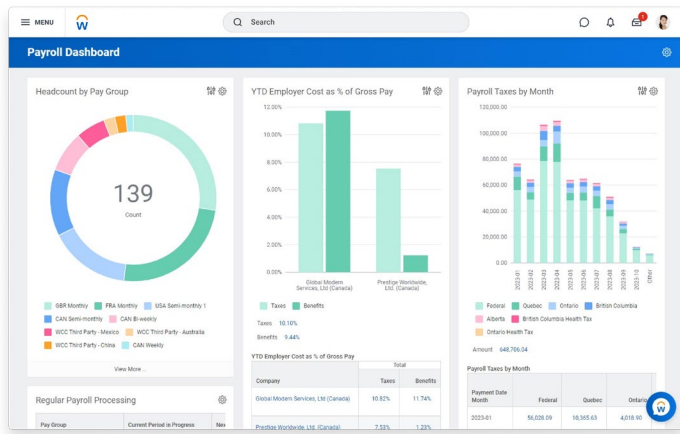 MENU
Search
1
Payroll Dashboard
Headcount by Pay Group
139
Count
GBR Monthly FRA Monthly USA Semi-monthly 1
CAN Semi-monthly CAN Bi-weekly
WCC Third Party - Mexico WCC Third Party - Australia
WCC Third Party - China CAN Weekly
View More ...
Regular Payroll Processing
Pay Group Current Period in Progress
YTD Employer Cost as % of Gross Pay
12.00%
10.00%
8.00%
6.00%
4.00%
2.00%
0.00%
Global Modern Services, Ltd (Canada)
Prestige Worldwide, Ltd. (Canada)
Taxes Benefits
Taxes 10.10%
Benefits 9.44%
YTD Employer Cost as % of Gross Pay
Total
Company Taxes Benefits
Global Modern Services, Ltd (Canada) 10.82% 11.74%
Prestige Worldwide, Ltd. (Canada) 7.53% 1.23%
Payroll Taxes by Month
120,000.00
100,000.00
80,000.00
60,000.00
40,000.00
20,000.00
0.00
2023-01 2023-02 2023-03 2023-04 2023-05 2023-06 2023-07 2023-08 2023-09 2023-10 Other
Federal Quebec Ontario British Columbia
Alberta British Columbia Health Tax
Ontario Health Tax
Amount 648,706.04
Payroll Taxes by Month
Payment Date Month Federal Quebec Ontario
2023-01 56,028.09 10,365.63 4,018.90